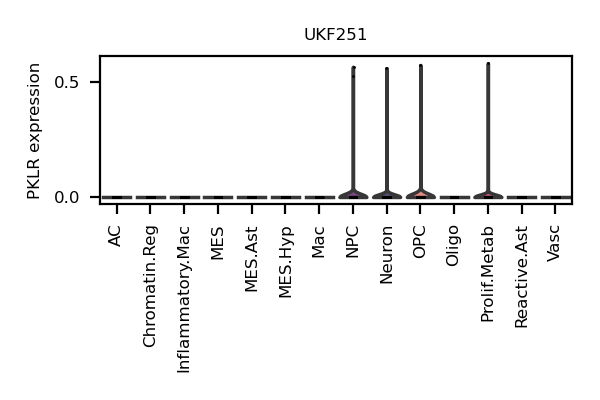 UKF251
PKLR expression
0.5
0.0
AC
Chromatin.Reg
Inflammatory.Mac
MES
MES.Ast
MES.Hyp
Mac
NPC
Neuron
OPC
Oligo
Prolif.Metab
Reactive.Ast
Vasc